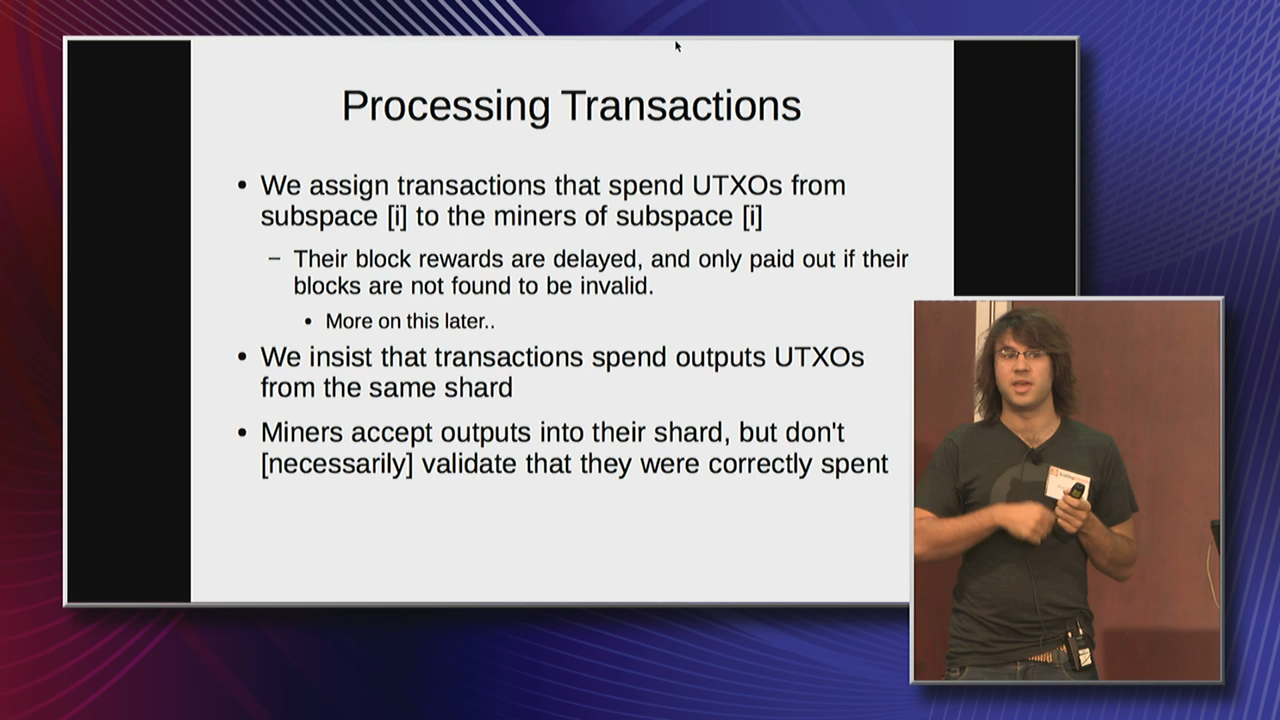 Processing Transactions
• We assign transactions that spend UTXOs from
subspace [i] to the miners of subspace [i]
– Their block rewards are delayed, and only paid out if their
blocks are not found to be invalid.
• More on this later..
• We insist that transactions spend outputs UTXOs
from the same shard
• Miners accept outputs into their shard, but don't
[necessarily] validate that they were correctly spent